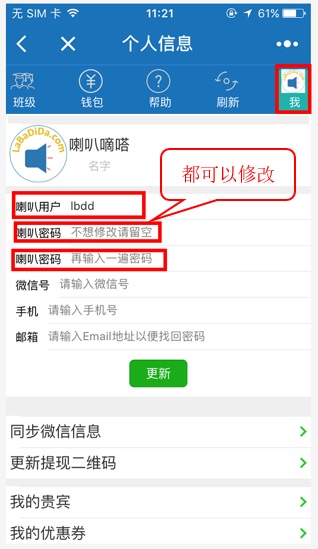 无 SIM 卡 11:21 61%
个人信息
班级 钱包 帮助 刷新 我
LaBaDiDa.com
喇叭嘀嗒
名字
都可以修改
喇叭用户 lbdd
喇叭密码 不想修改请留空
喇叭密码 再输入一遍密码
微信号 请输入微信号
手机 请输入手机号
邮箱 请输入Email地址以便找回密码
更新
同步微信信息
更新提现二维码
我的贵宾
我的优惠券